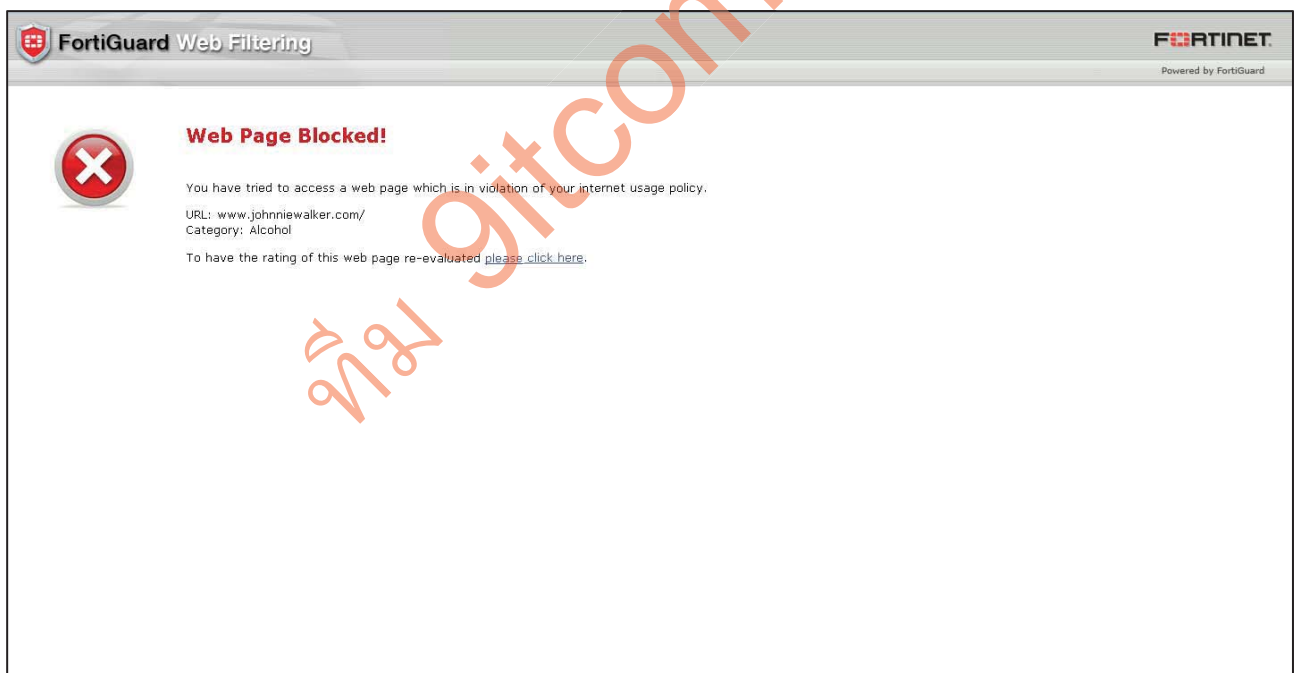 FortiGuard Web Filtering
FORTINET
Powered by FortiGuard
Web Page Blocked!
You have tried to access a web page which is in violation of your internet usage policy.
URL: www.johnniewalker.com/
Category: Alcohol
To have the rating of this web page re-evaluated please click here.
ทีม 9itcom